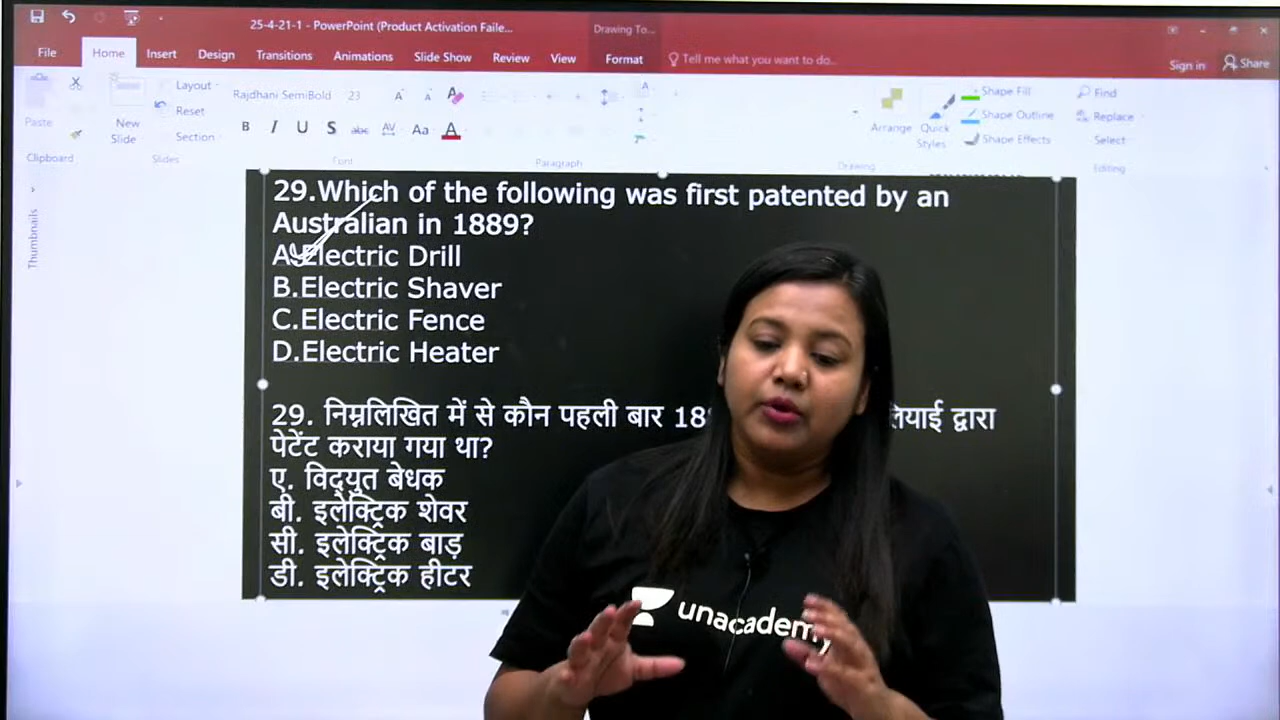 25-4-21-1 - PowerPoint (Product Activation Faile...
Drawing To...
File Home Insert Design Transitions Animations Slide Show Review View Format Tell me what you want to do... Sign in Share
Paste
Clipboard
New Slide
Layout
Reset
Section
Slides
Rajdhani SemiBold 23
B I U S abc AV Aa A
Font
Paragraph
Arrange
Quick Styles
Shape Fill
Shape Outline
Shape Effects
Drawing
Find
Replace
Select
Editing
Thumbnails
29.Which of the following was first patented by an
Australian in 1889?
A.Electric Drill
B.Electric Shaver
C.Electric Fence
D.Electric Heater
29. निम्नलिखित में से कौन पहली बार 18 द्वारा
पेटेंट कराया गया था?
ए. विद्युत बेधक
बी. इलेक्ट्रिक शेवर
सी. इलेक्ट्रिक बाड़
डी. इलेक्ट्रिक हीटर
unacademy